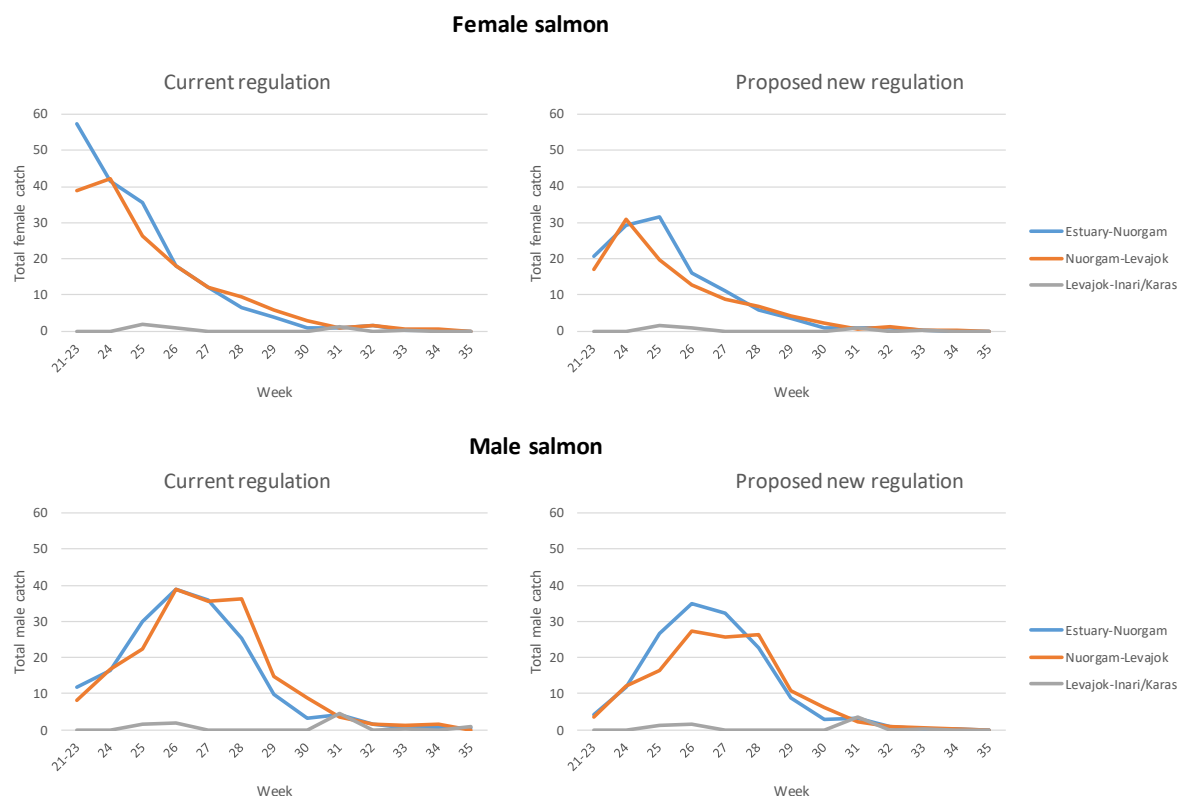 Female salmon
Current regulation
Proposed new regulation
Total female catch
60
50
40
30
20
10
0
21-23 24 25 26 27 28 29 30 31 32 33 34 35
Week
Total female catch
60
50
40
30
20
10
0
21-23 24 25 26 27 28 29 30 31 32 33 34 35
Week
Estuary-Nuorgam
Nuorgam-Levajok
Levajok-Inari/Karas
Male salmon
Current regulation
Proposed new regulation
Total male catch
60
50
40
30
20
10
0
21-23 24 25 26 27 28 29 30 31 32 33 34 35
Week
Total male catch
60
50
40
30
20
10
0
21-23 24 25 26 27 28 29 30 31 32 33 34 35
Week
Estuary-Nuorgam
Nuorgam-Levajok
Levajok-Inari/Karas